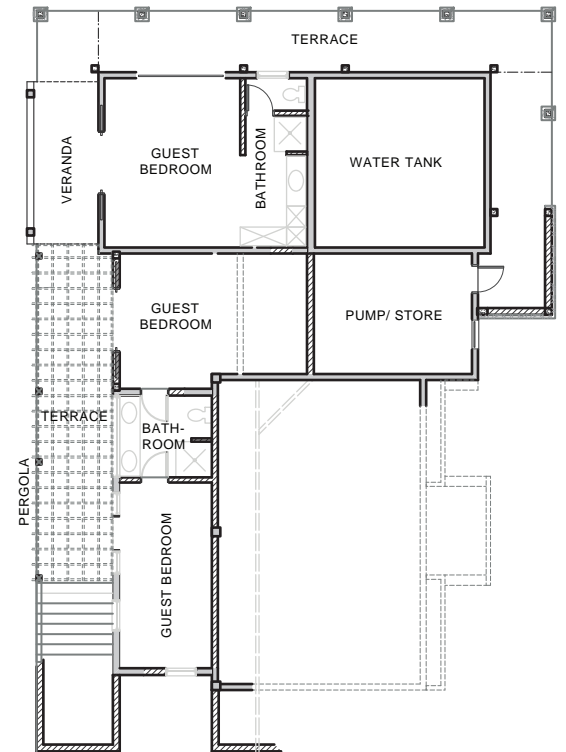 TERRACE
GUEST
BEDROOM
BATHROOM
VERANDA
WATER TANK
GUEST
BEDROOM
PUMP/ STORE
TERRACE
BATH-
ROOM
PERGOLA
GUEST BEDROOM